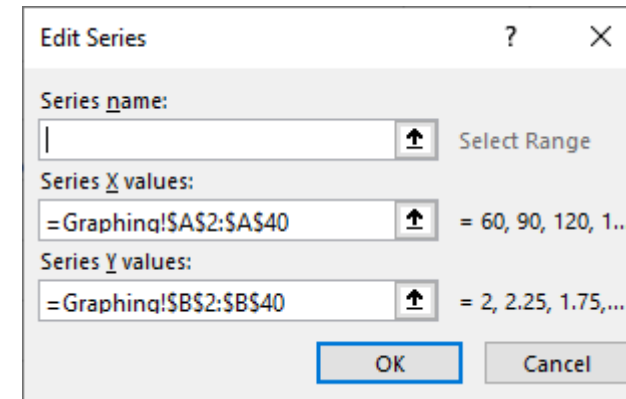 Edit Series ? ×
Series name:
Select Range
Series X values:
=Graphing!$A$2:$A$40 = 60, 90, 120, 1...
Series Y values:
=Graphing!$B$2:$B$40 = 2, 2.25, 1.75,...
OK Cancel